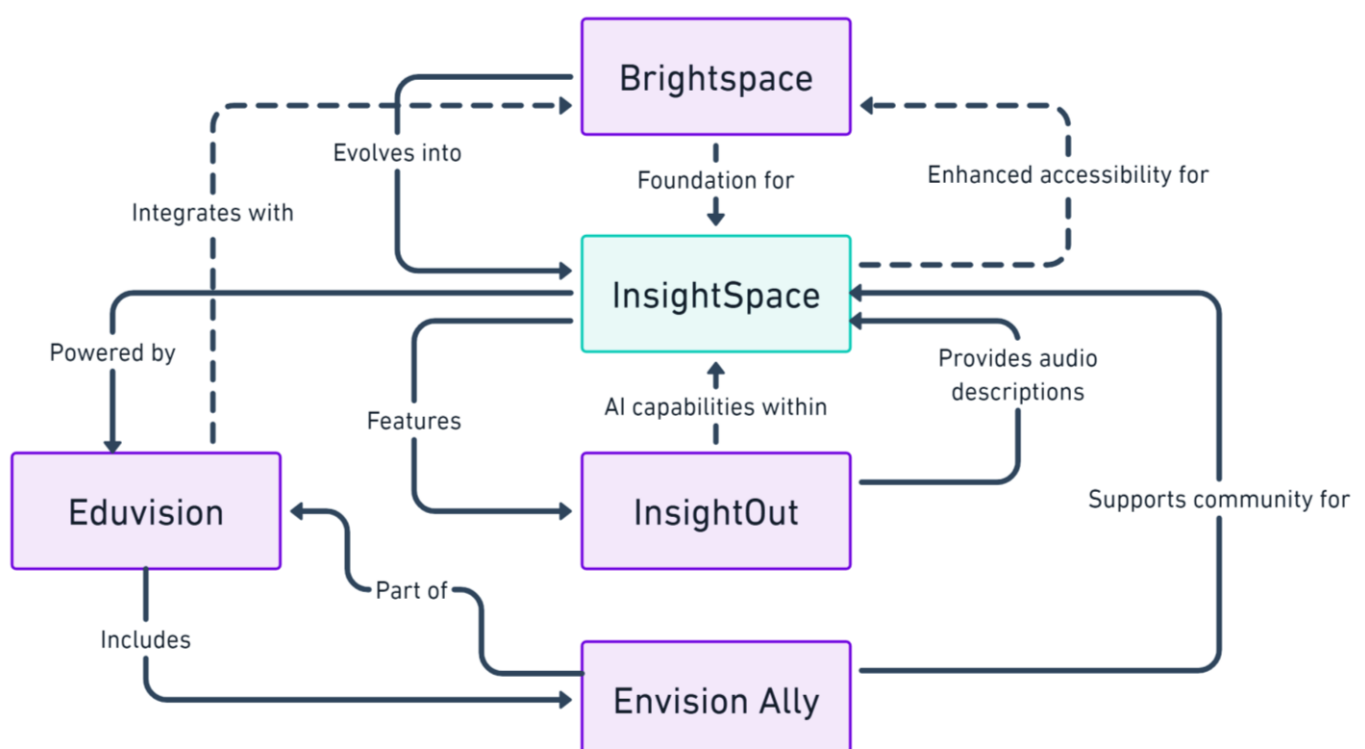 Brightspace
Evolves into
Foundation for
Enhanced accessibility for
Integrates with
InsightSpace
Powered by
Provides audio
descriptions
Features
AI capabilities within
Eduvision
InsightOut
Supports community for
Part of
Includes
Envision Ally